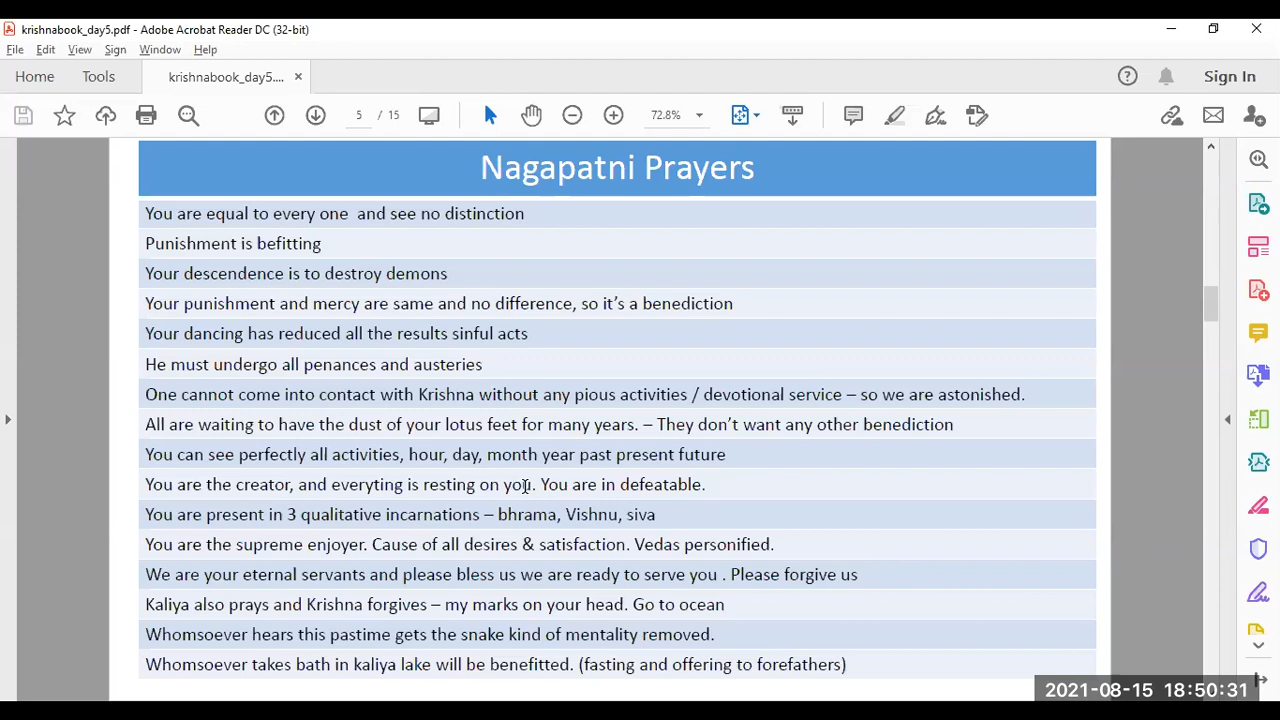 krishnabook_day5.pdf - Adobe Acrobat Reader DC (32-bit)
File Edit View Sign Window Help
Home Tools krishnabook_day5.... × Sign In
5 / 15 72.8%
Nagapatni Prayers
You are equal to every one and see no distinction
Punishment is befitting
Your descendence is to destroy demons
Your punishment and mercy are same and no difference, so it’s a benediction
Your dancing has reduced all the results sinful acts
He must undergo all penances and austeries
One cannot come into contact with Krishna without any pious activities / devotional service – so we are astonished.
All are waiting to have the dust of your lotus feet for many years. – They don’t want any other benediction
You can see perfectly all activities, hour, day, month year past present future
You are the creator, and everyting is resting on you. You are in defeatable.
You are present in 3 qualitative incarnations – bhrama, Vishnu, siva
You are the supreme enjoyer. Cause of all desires & satisfaction. Vedas personified.
We are your eternal servants and please bless us we are ready to serve you . Please forgive us
Kaliya also prays and Krishna forgives – my marks on your head. Go to ocean
Whomsoever hears this pastime gets the snake kind of mentality removed.
Whomsoever takes bath in kaliya lake will be benefitted. (fasting and offering to forefathers)
2021-08-15 18:50:31